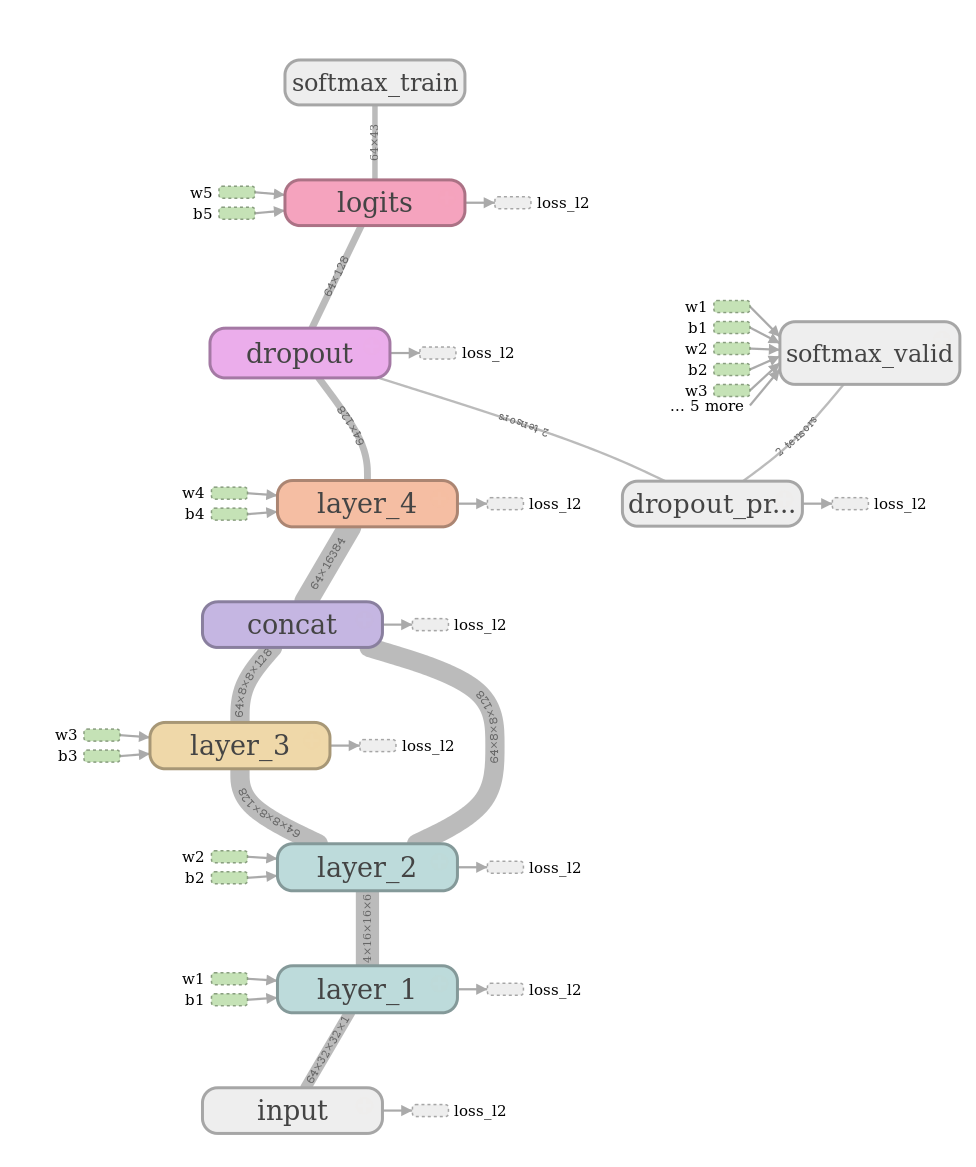 softmax_train
64×43
w5
b5
logits
loss_l2
64×128
w1
b1
w2
b2
w3
... 5 more
softmax_valid
dropout
loss_l2
64×128
2 tensors
2 tensors
w4
b4
layer_4
loss_l2
dropout_pr...
loss_l2
64×16384
concat
loss_l2
64×8×8×128
64×8×8×128
w3
b3
layer_3
loss_l2
64×8×8×128
w2
b2
layer_2
loss_l2
4×16×16×6
w1
b1
layer_1
loss_l2
64×32×32×1
input
loss_l2